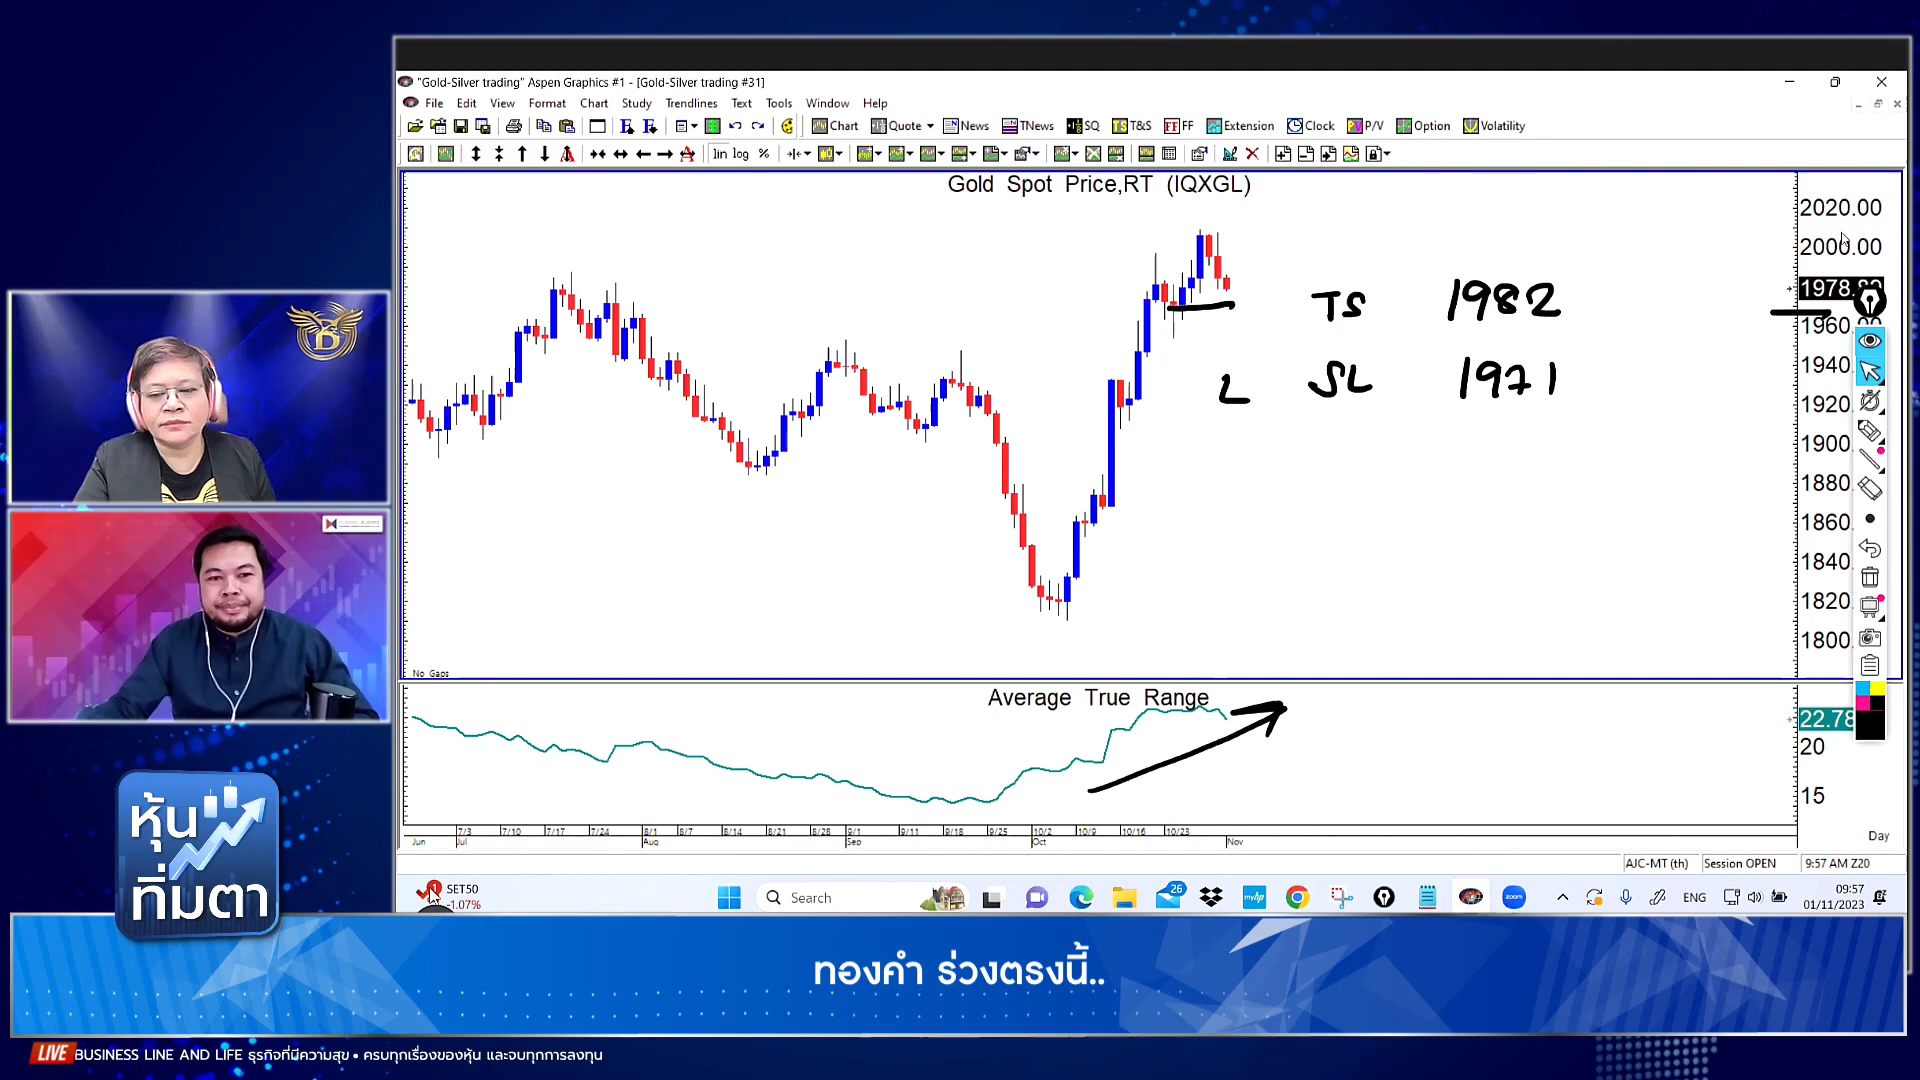 "Gold-Silver trading" Aspen Graphics #1 - [Gold-Silver trading #31]
File Edit View Format Chart Study Trendlines Text Tools Window Help
Chart Quote News TNews SQ T&S FF Extension Clock P/V Option Volatility
lin log %
Gold Spot Price,RT (IQXGL)
2020.00
2000.00
1978.8
1960.00
1940
1920
1900
1880
1860
1840
1820
1800
TS 1982
L SL 1971
No Gaps
Average True Range
22.78
20
15
7/3 7/10 7/17 7/24 8/1 8/7 8/14 8/21 8/28 9/1 9/11 9/18 9/25 10/2 10/9 10/16 10/23
Jun Jul Aug Sep Oct Nov
Day
AJC-MT (th) Session OPEN 9:57 AM Z20
SET50
-1.07%
Search
26
myhp
zoom
ENG
09:57
01/11/2023
หุ้น
ทิ่มตา
ทองคำ ร่วงตรงนี้..
LIVE BUSINESS LINE AND LIFE ธุรกิจที่มีความสุข • ครบทุกเรื่องของหุ้น และจบทุกการลงทุน